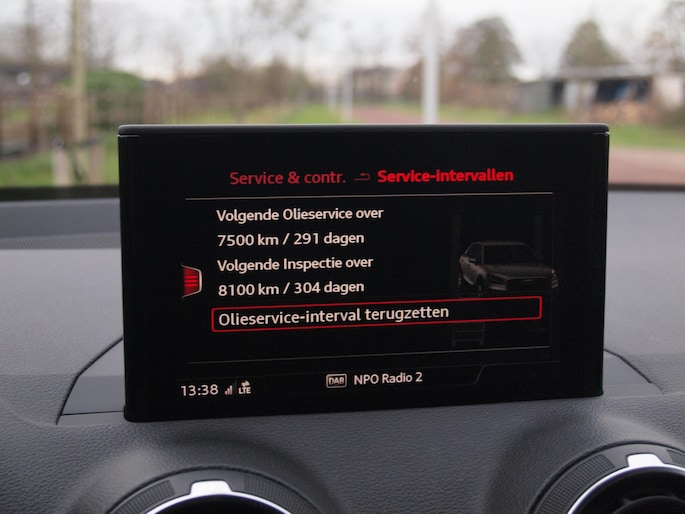 Service & contr. Service-intervallen
Volgende Olieservice over
7500 km / 291 dagen
Volgende Inspectie over
8100 km / 304 dagen
Olieservice-interval terugzetten
13:38 LTE DAB NPO Radio 2